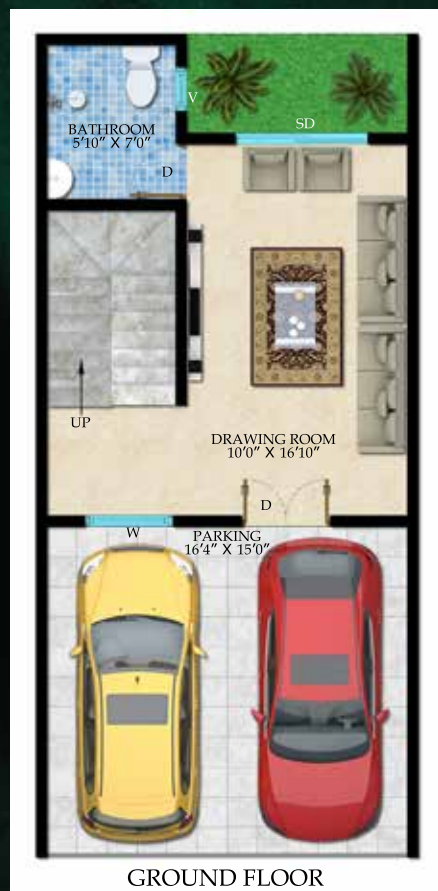 V
SD
BATHROOM
5'10" X 7'0"
D
UP
DRAWING ROOM
10'0" X 16'10"
D
W
PARKING
16'4" X 15'0"
GROUND FLOOR